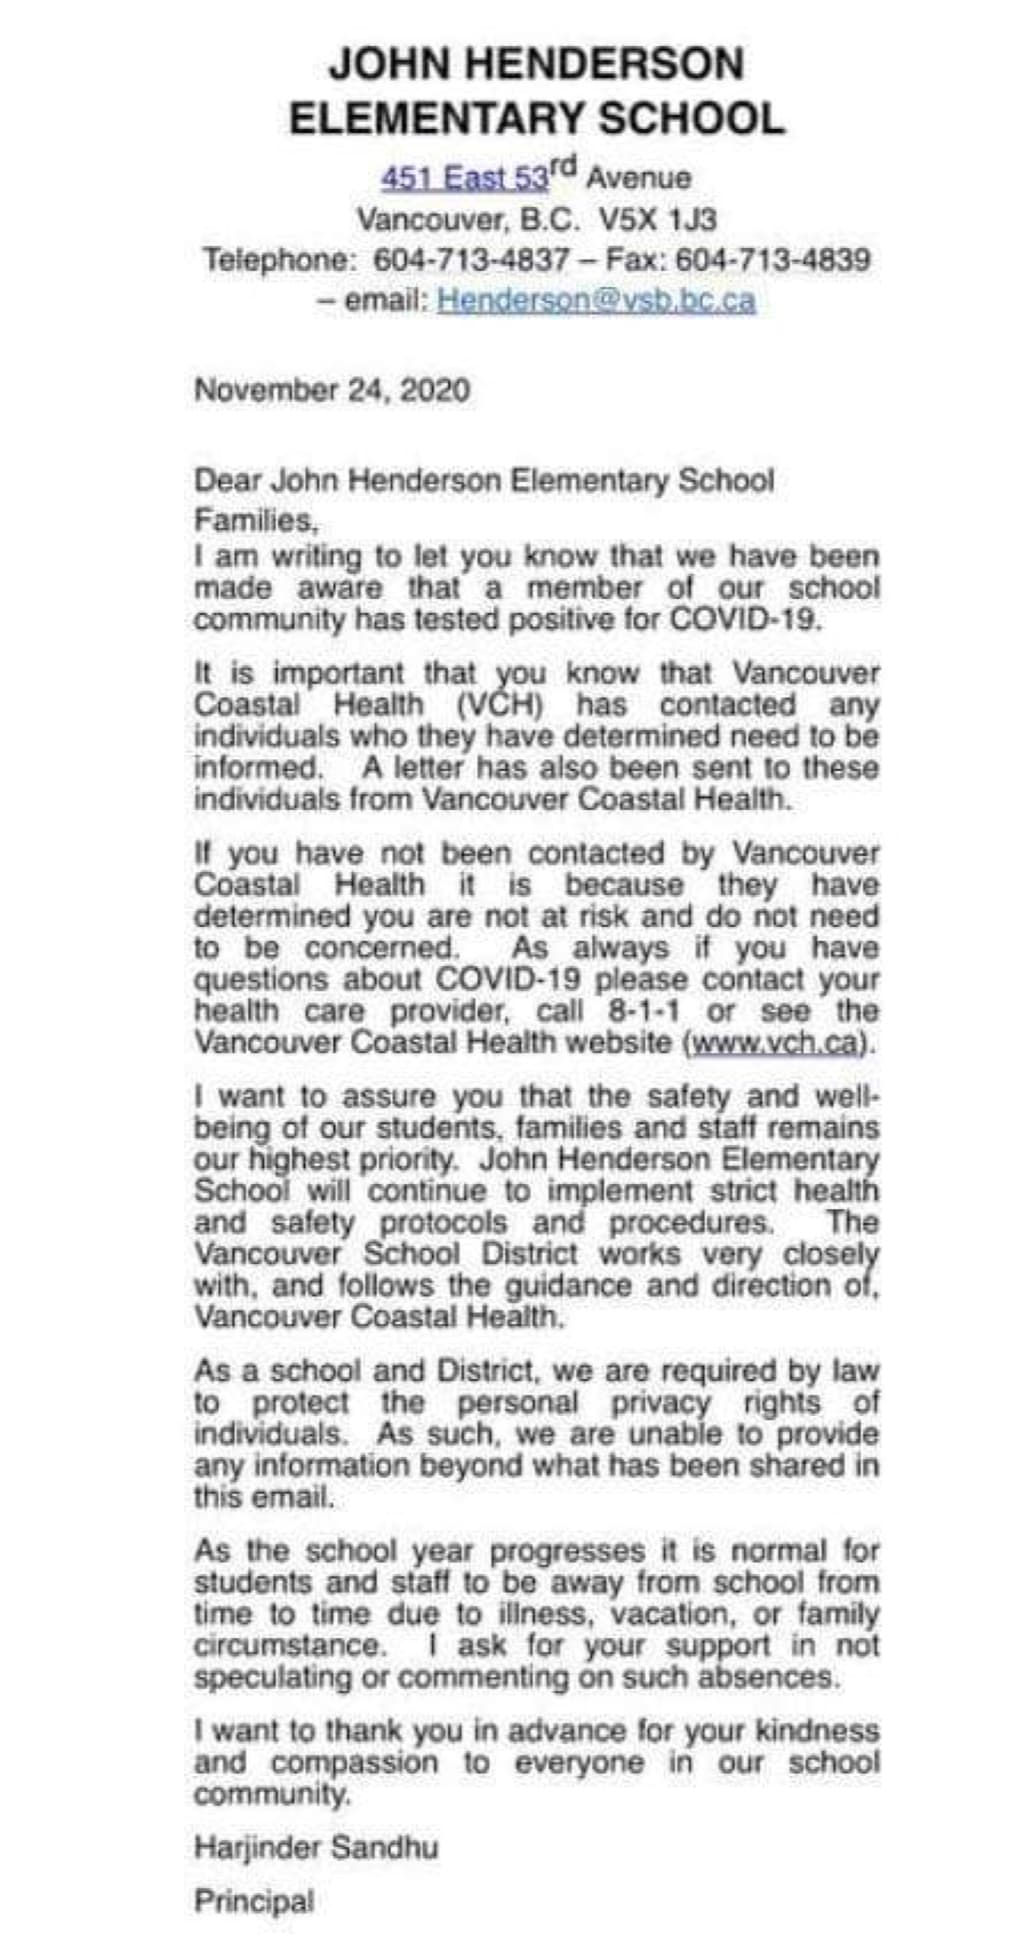 JOHN HENDERSON
ELEMENTARY SCHOOL
451 East 53rd Avenue
Vancouver, B.C. V5X 1J3
Telephone: 604-713-4837 – Fax: 604-713-4839
– email: Henderson@vsb.bc.ca
November 24, 2020
Dear John Henderson Elementary School
Families,
I am writing to let you know that we have been
made aware that a member of our school
community has tested positive for COVID-19.
It is important that you know that Vancouver
Coastal Health (VCH) has contacted any
individuals who they have determined need to be
informed. A letter has also been sent to these
individuals from Vancouver Coastal Health.
If you have not been contacted by Vancouver
Coastal Health it is because they have
determined you are not at risk and do not need
to be concerned. As always if you have
questions about COVID-19 please contact your
health care provider, call 8-1-1 or see the
Vancouver Coastal Health website (www.vch.ca).
I want to assure you that the safety and well-
being of our students, families and staff remains
our highest priority. John Henderson Elementary
School will continue to implement strict health
and safety protocols and procedures. The
Vancouver School District works very closely
with, and follows the guidance and direction of,
Vancouver Coastal Health.
As a school and District, we are required by law
to protect the personal privacy rights of
individuals. As such, we are unable to provide
any information beyond what has been shared in
this email.
As the school year progresses it is normal for
students and staff to be away from school from
time to time due to illness, vacation, or family
circumstance. I ask for your support in not
speculating or commenting on such absences.
I want to thank you in advance for your kindness
and compassion to everyone in our school
community.
Harjinder Sandhu
Principal